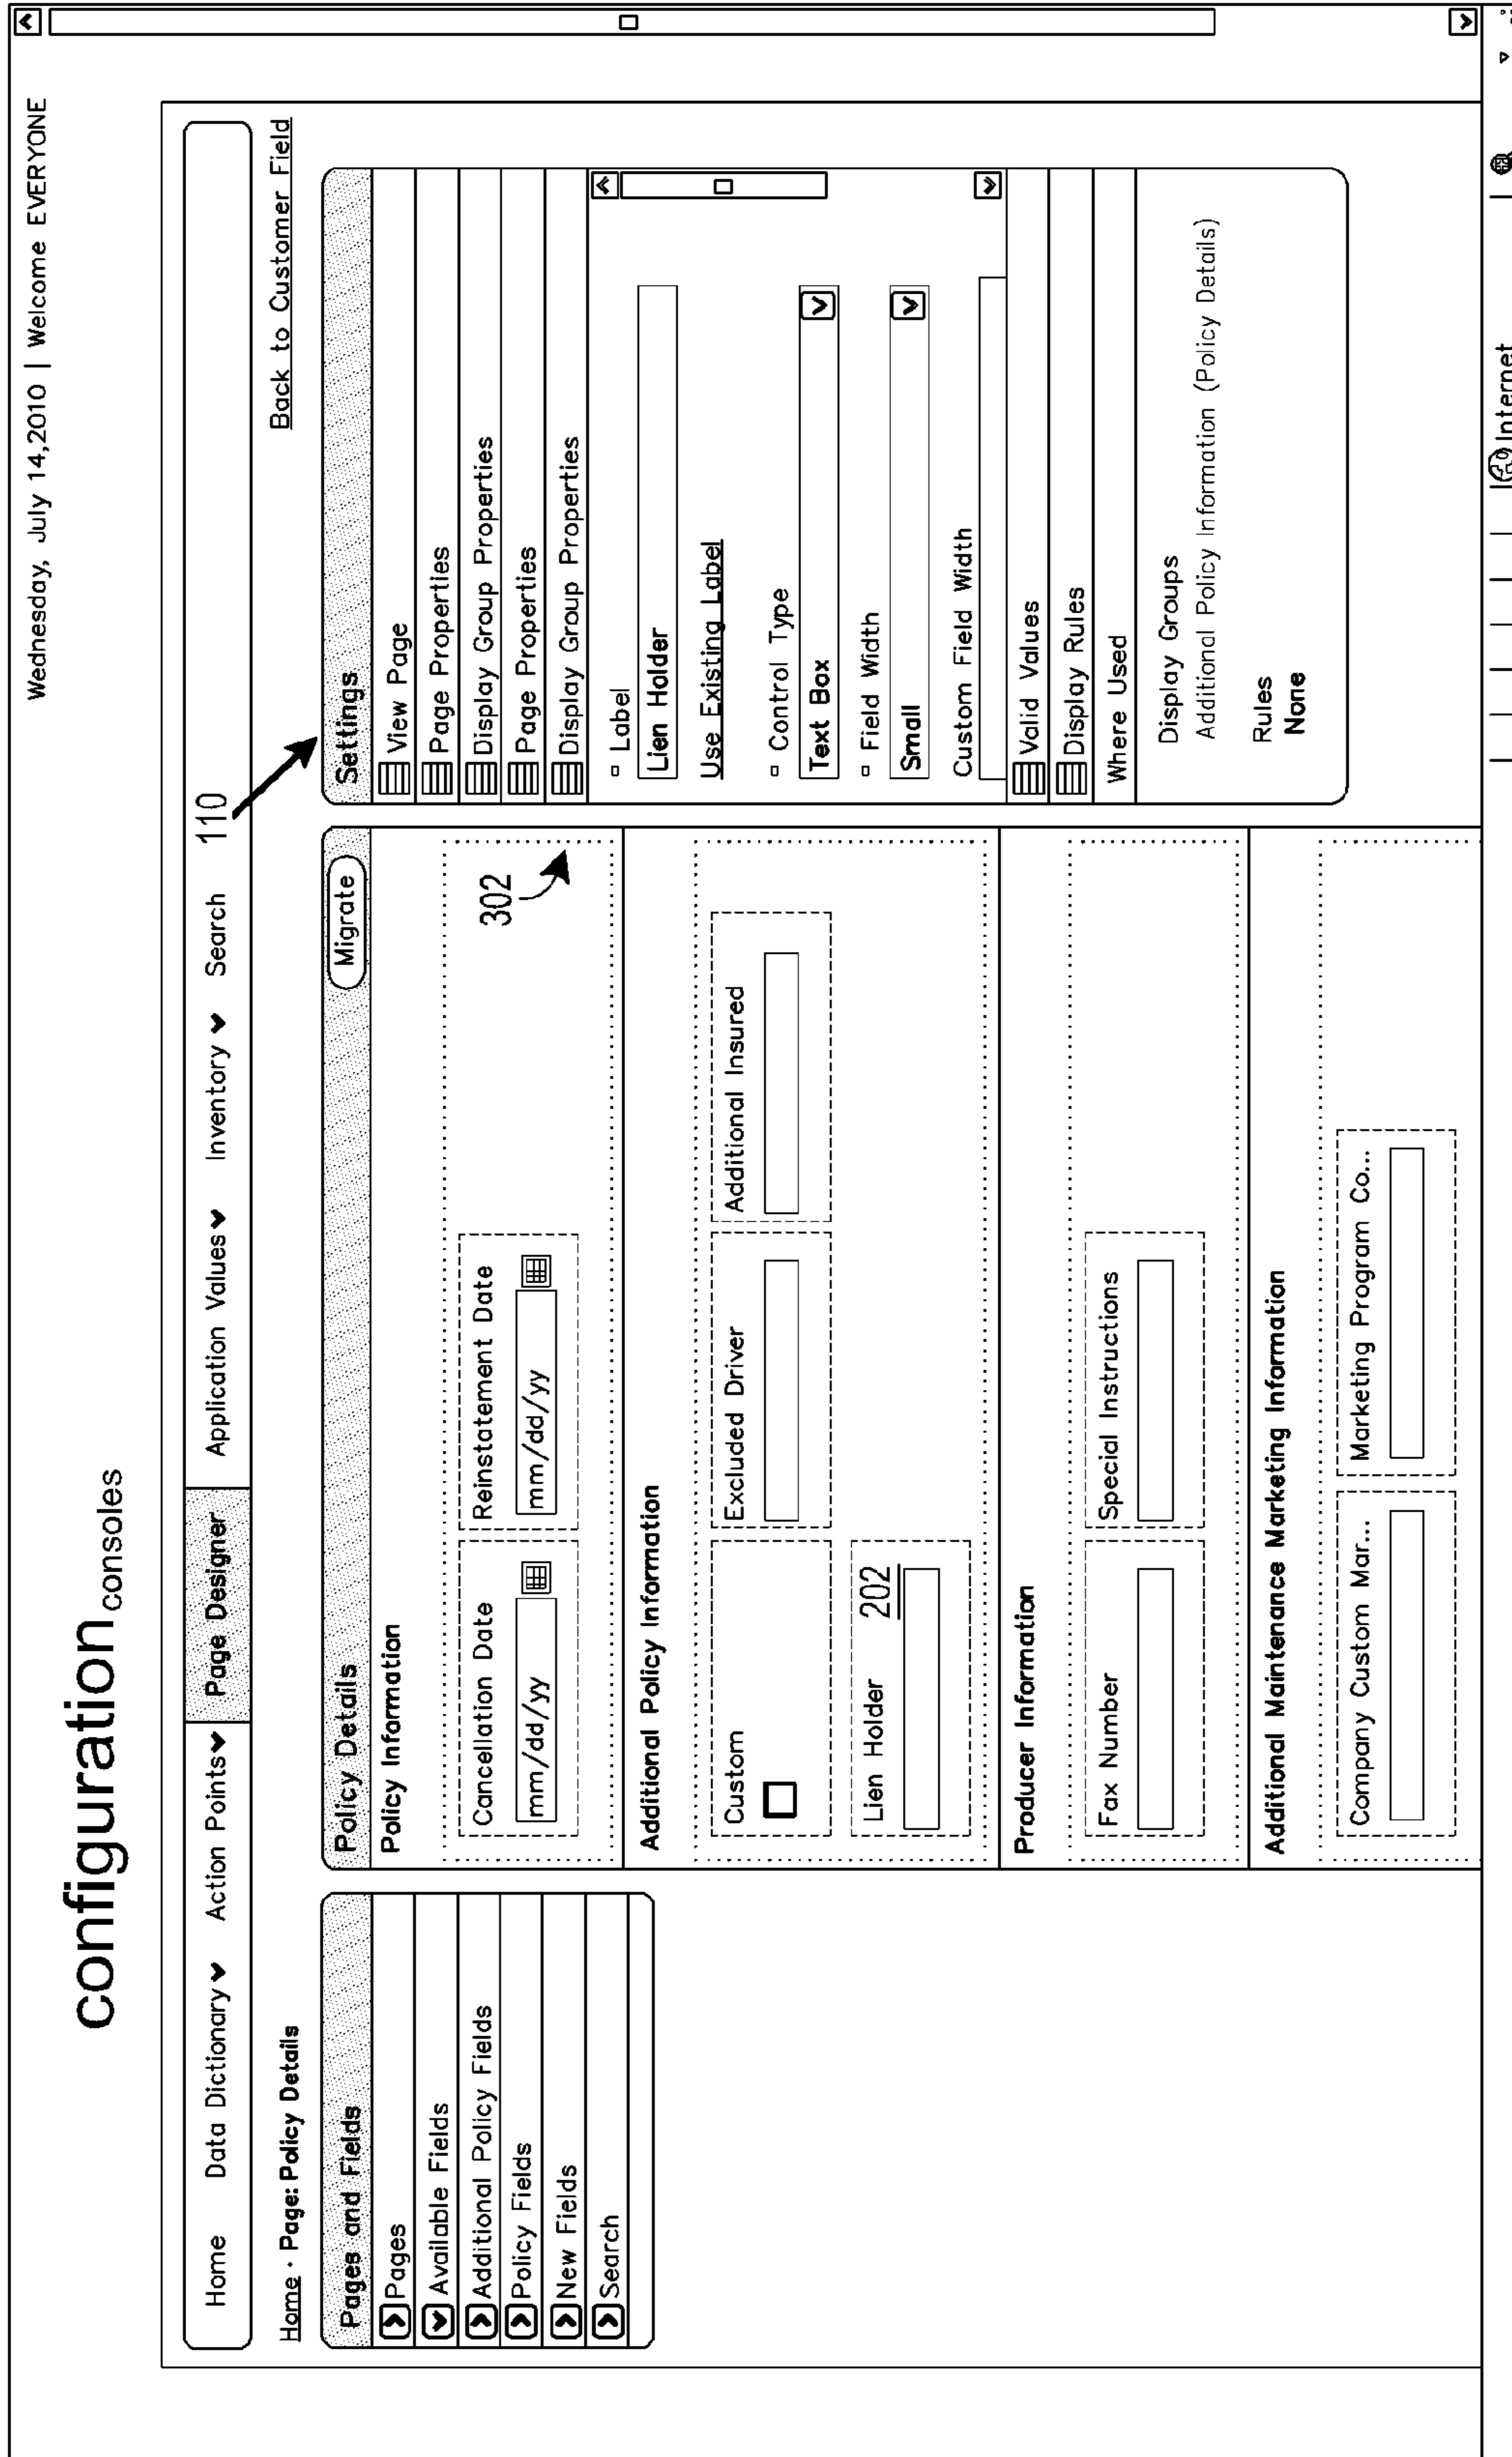 Wednesday, July 14,2010 | Welcome EVERYONE
configuration consoles
Home Data Dictionary Action Points Page Designer Application Values Inventory Search 110
Home · Page: Policy Details
Back to Customer Field
Pages and Fields
Pages
Available Fields
Additional Policy Fields
Policy Fields
New Fields
Search
Policy Details
Migrate
Policy Information
Cancellation Date Reinstatement Date
mm/dd/yy mm/dd/yy
302
Additional Policy Information
Custom Excluded Driver Additional Insured
Lien Holder 202
Producer Information
Fax Number Special Instructions
Additional Maintenance Marketing Information
Company Custom Mar... Marketing Program Co...
Settings
View Page
Page Properties
Display Group Properties
Page Properties
Display Group Properties
Label
Lien Holder
Use Existing Label
Control Type
Text Box
Field Width
Small
Custom Field Width
Valid Values
Display Rules
Where Used
Display Groups
Additional Policy Information (Policy Details)
Rules
None
Internet